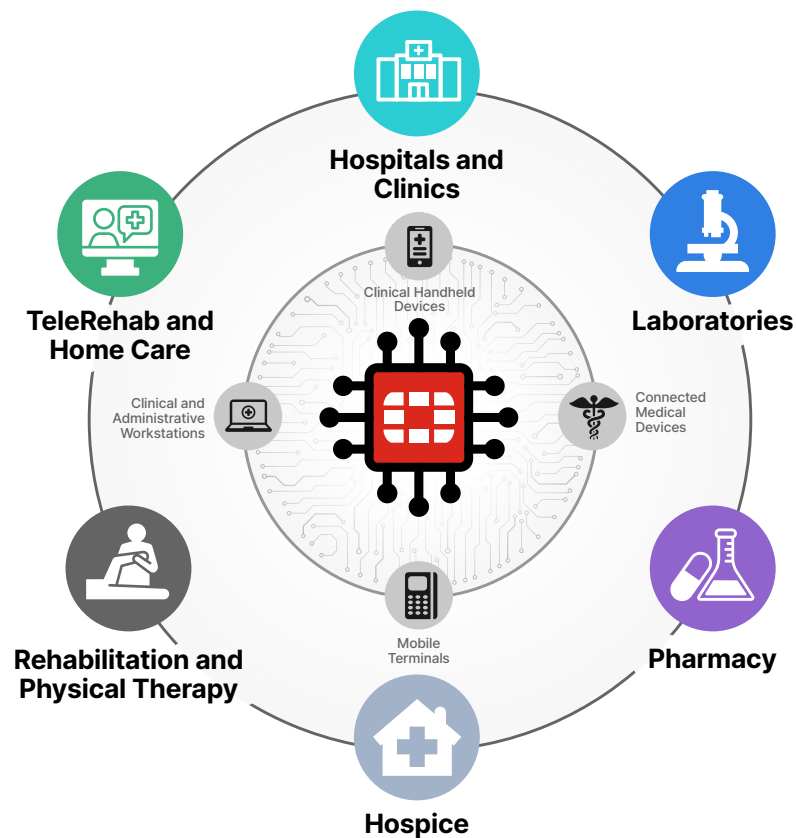 Hospitals and
Clinics
TeleRehab and
Home Care
Laboratories
Clinical Handheld
Devices
Clinical and
Administrative
Workstations
Connected
Medical
Devices
Mobile
Terminals
Rehabilitation and
Physical Therapy
Pharmacy
Hospice